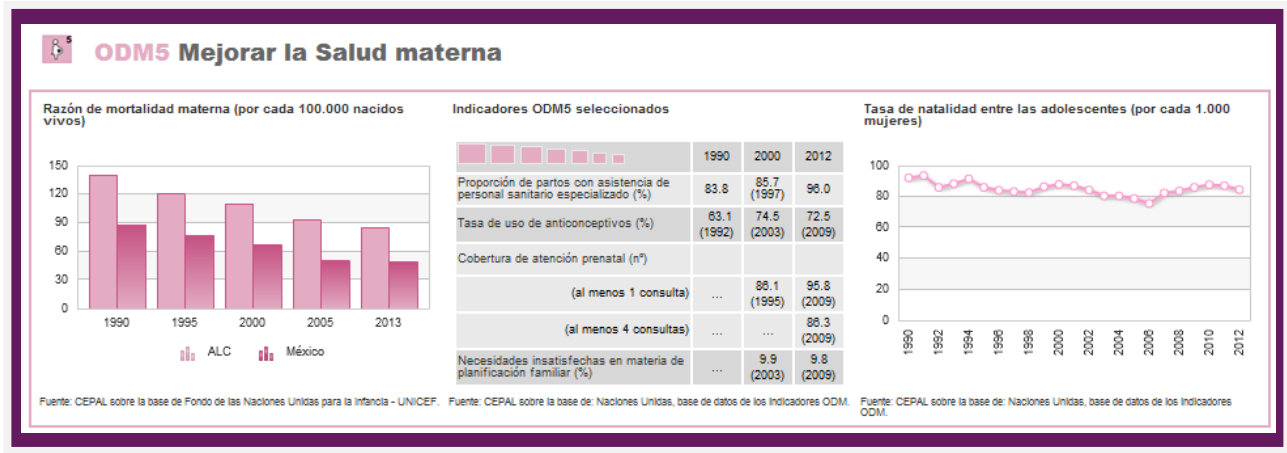 5
ODM5 Mejorar la Salud materna
Razón de mortalidad materna (por cada 100.000 nacidos
vivos)
150
120
90
60
30
0
1990 1995 2000 2005 2013
ALC México
Fuente: CEPAL sobre la base de Fondo de las Naciones Unidas para la Infancia - UNICEF.
Indicadores ODM5 seleccionados
1990 2000 2012
Proporción de partos con asistencia de
personal sanitario especializado (%)
83.8 85.7 96.0
(1997)
Tasa de uso de anticonceptivos (%)
63.1 74.5 72.5
(1992) (2003) (2009)
Cobertura de atención prenatal (nº)
(al menos 1 consulta)
... 86.1 95.8
(1995) (2009)
(al menos 4 consultas)
... ... 86.3
(2009)
Necesidades insatisfechas en materia de
planificación familiar (%)
... 9.9 9.8
(2003) (2009)
Fuente: CEPAL sobre la base de: Naciones Unidas, base de datos de los Indicadores ODM.
Tasa de natalidad entre las adolescentes (por cada 1.000
mujeres)
100
80
60
40
20
0
1990 1992 1994 1996 1998 2000 2002 2004 2006 2008 2010 2012
Fuente: CEPAL sobre la base de: Naciones Unidas, base de datos de los Indicadores
ODM.